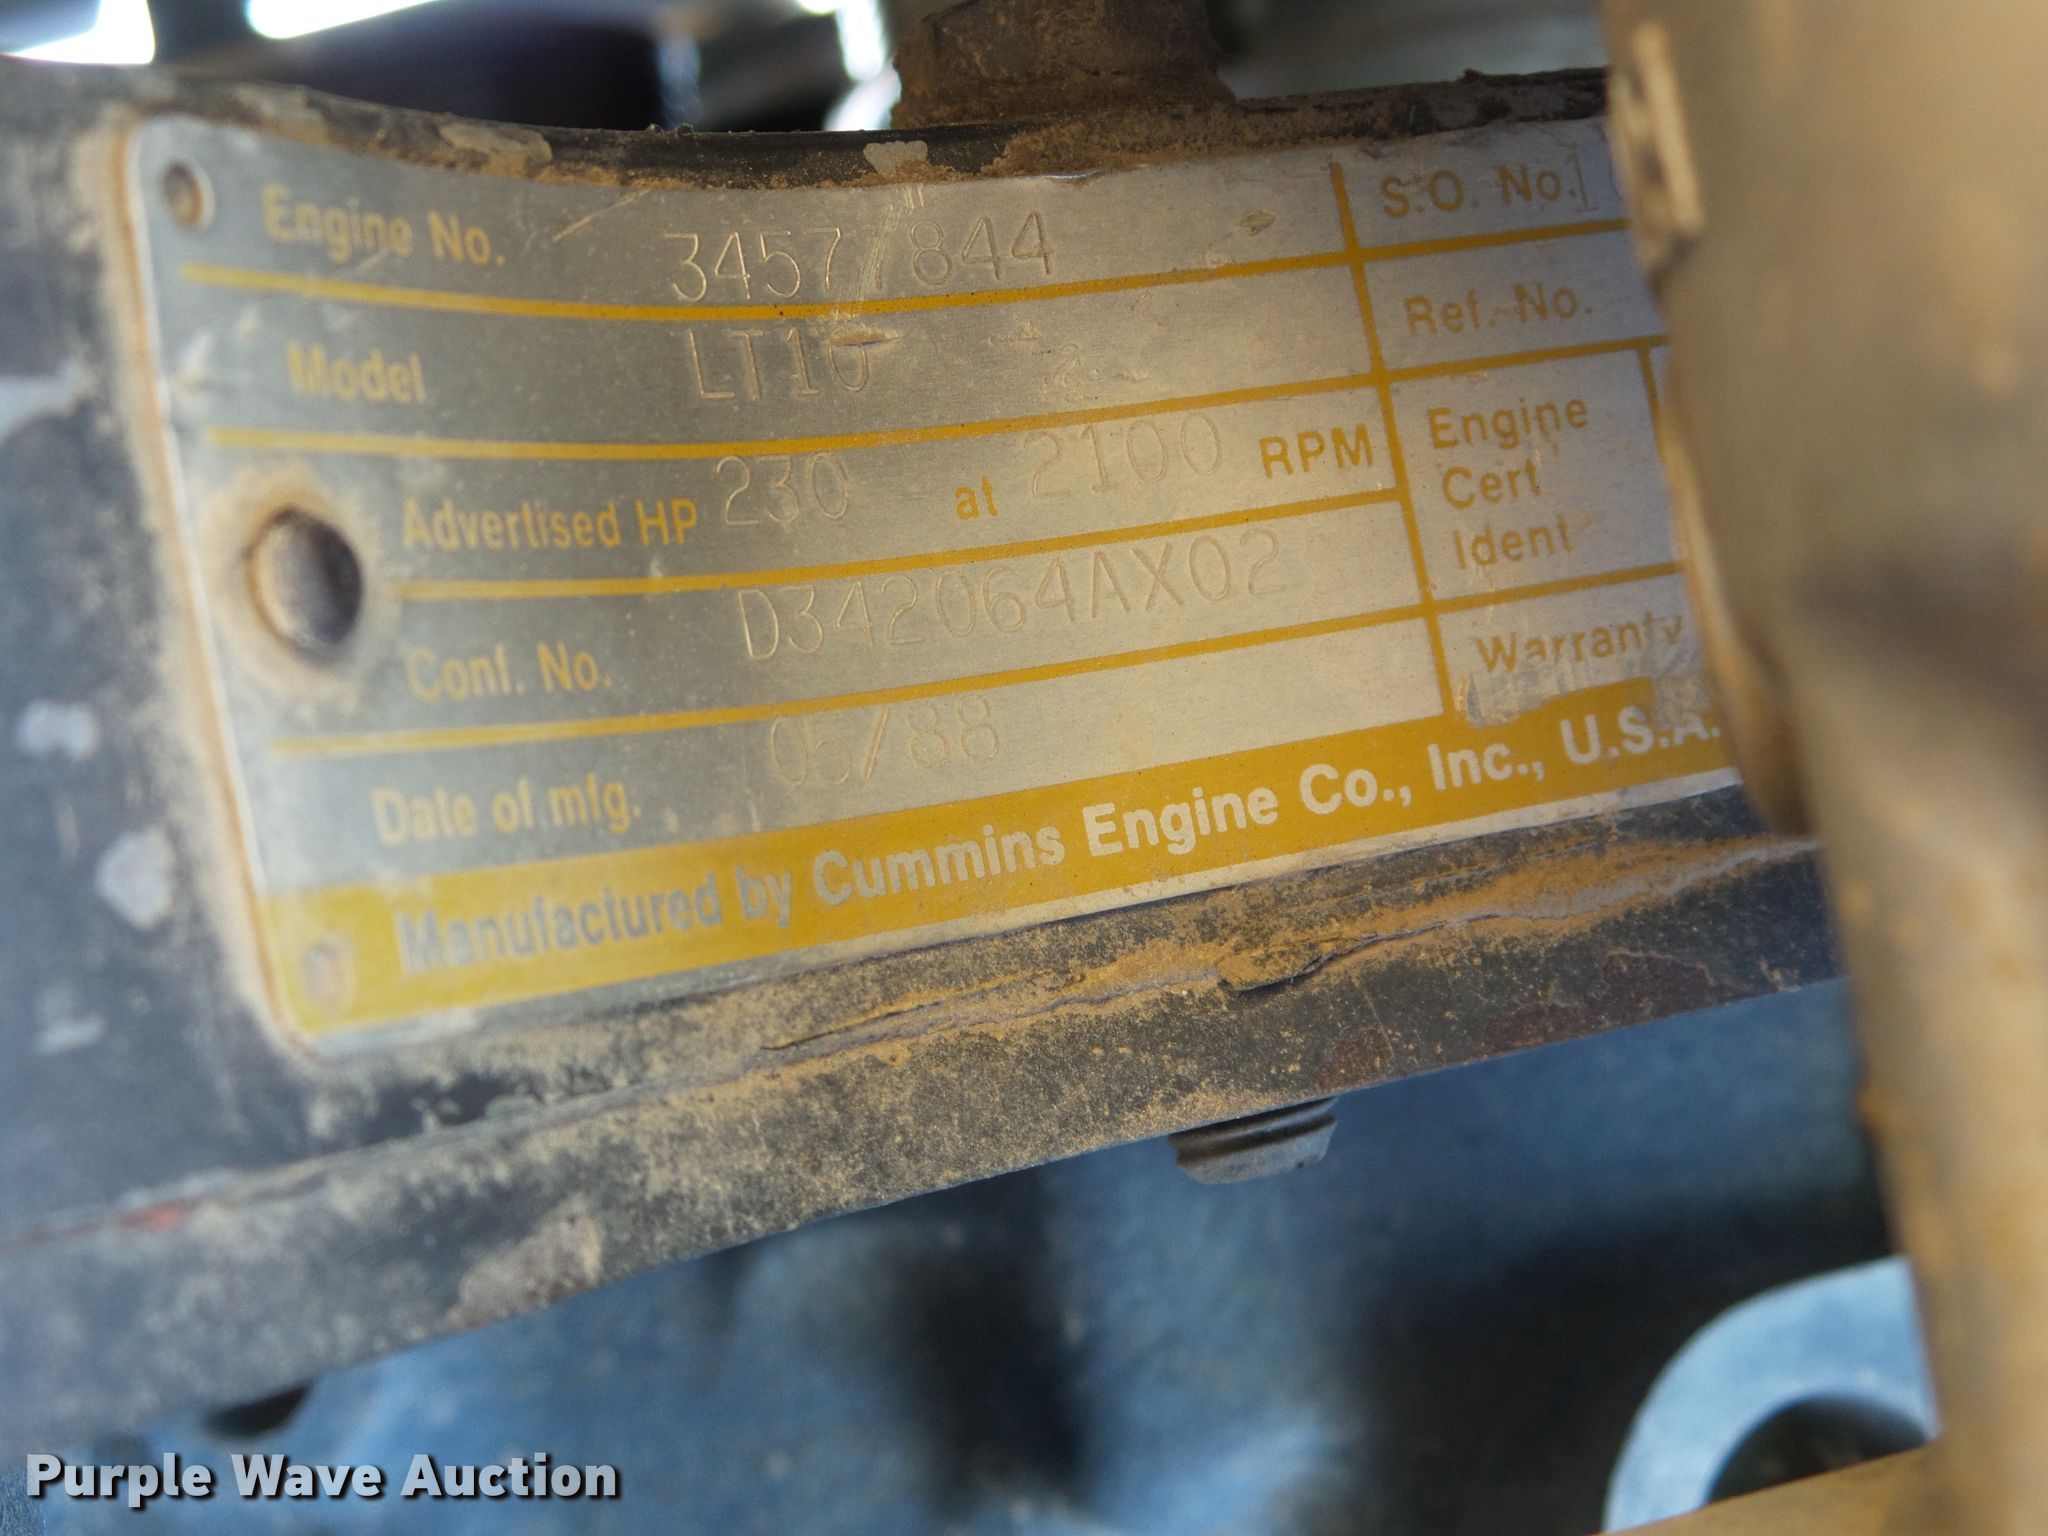 Engine No. 34577844 S.O. No. 1
Model LT10 Ref. No.
Advertised HP 230 at 2100 RPM Engine Cert Ident
Conf. No. D342064AX02 Warranty
Date of mfg. 05/88
Manufactured by Cummins Engine Co., Inc., U.S.A.
Purple Wave Auction